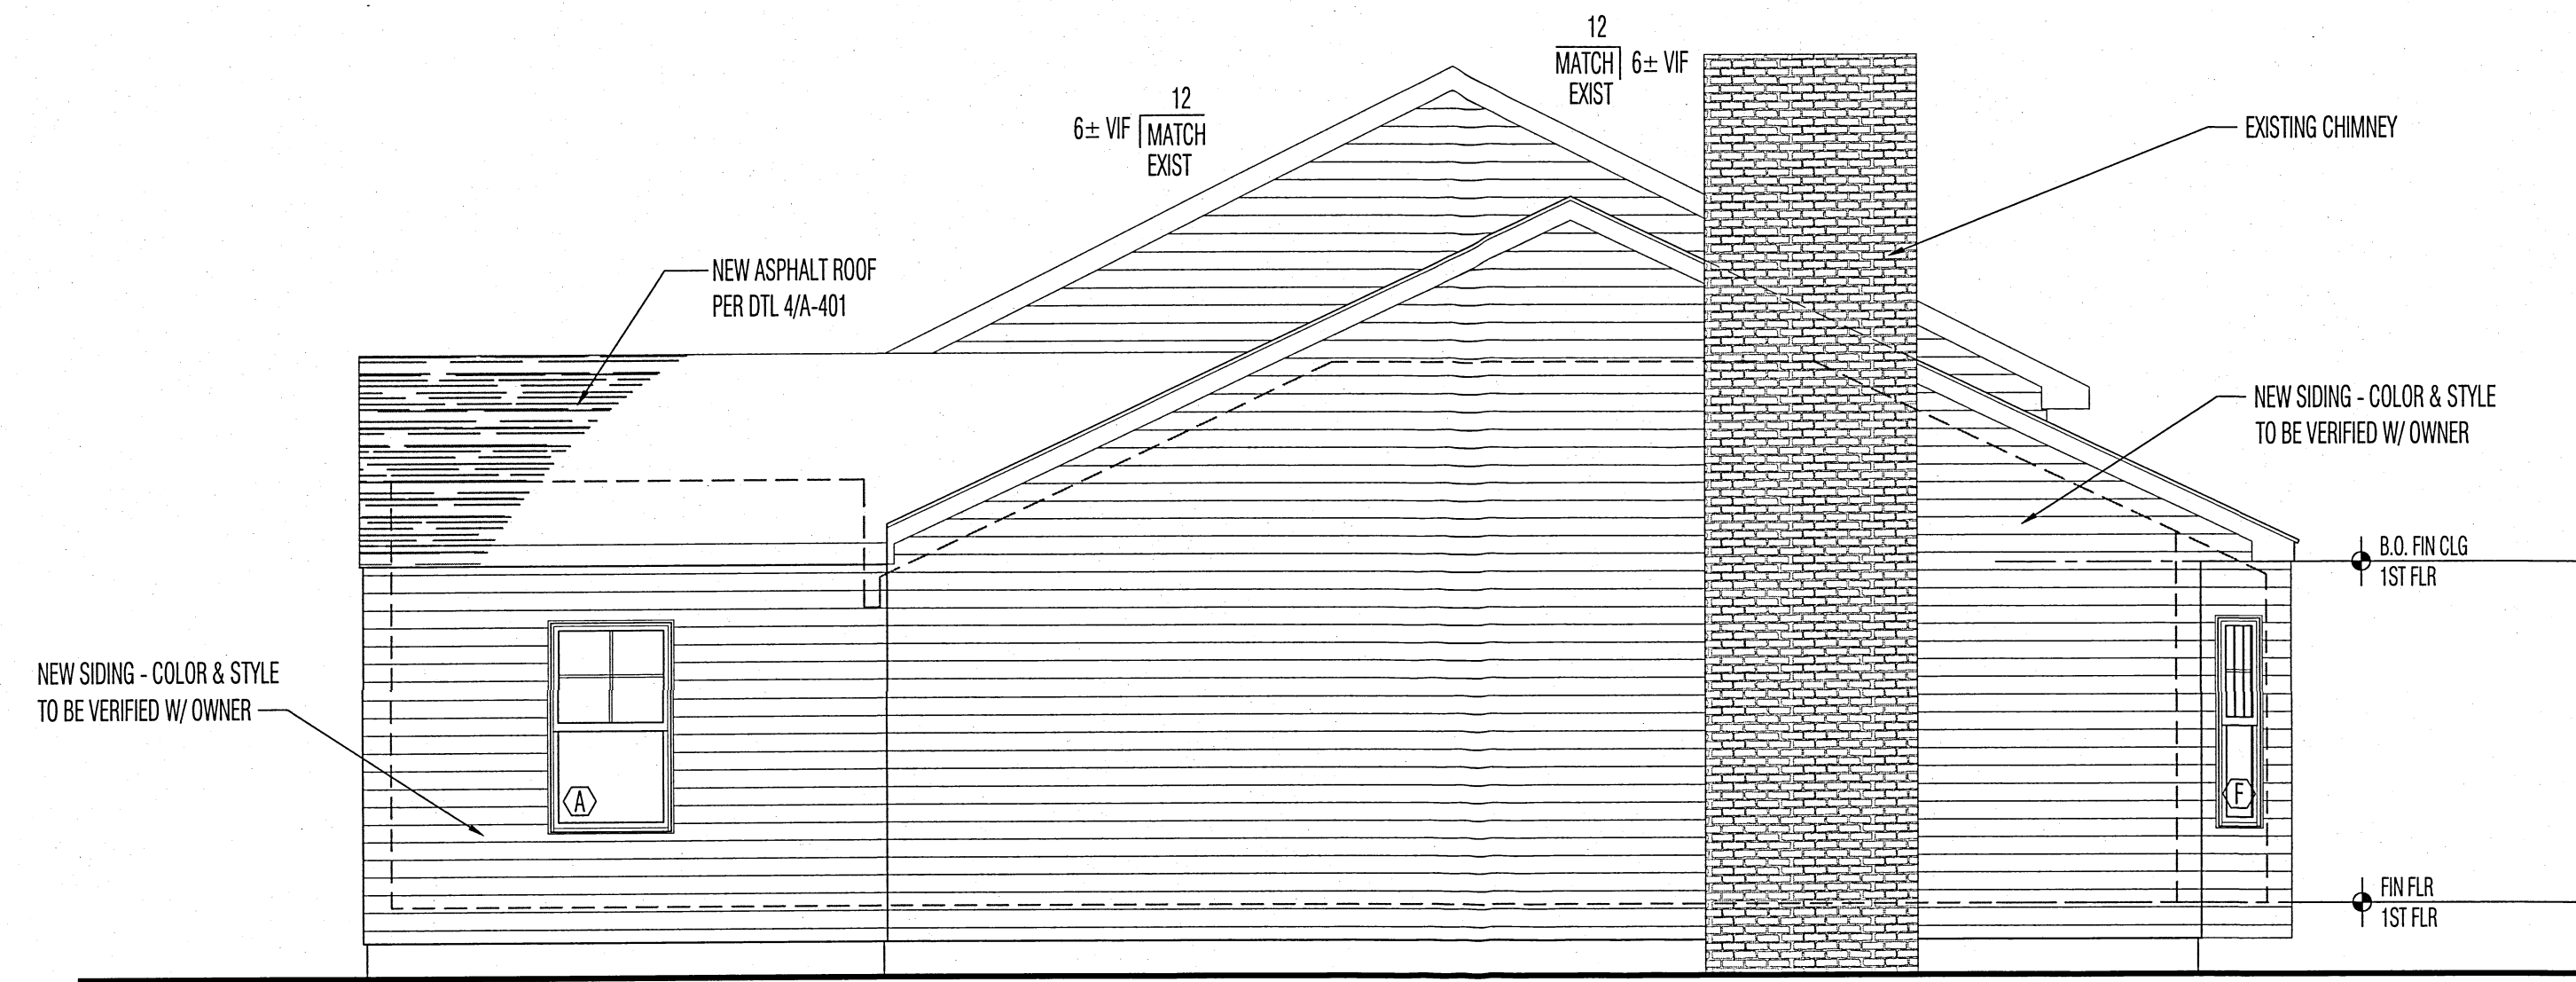 12
MATCH 6± VIF
EXIST
12
6± VIF MATCH
EXIST
EXISTING CHIMNEY
NEW ASPHALT ROOF
PER DTL 4/A-401
NEW SIDING - COLOR & STYLE
TO BE VERIFIED W/ OWNER
B.O. FIN CLG
1ST FLR
NEW SIDING - COLOR & STYLE
TO BE VERIFIED W/ OWNER
A
F
FIN FLR
1ST FLR